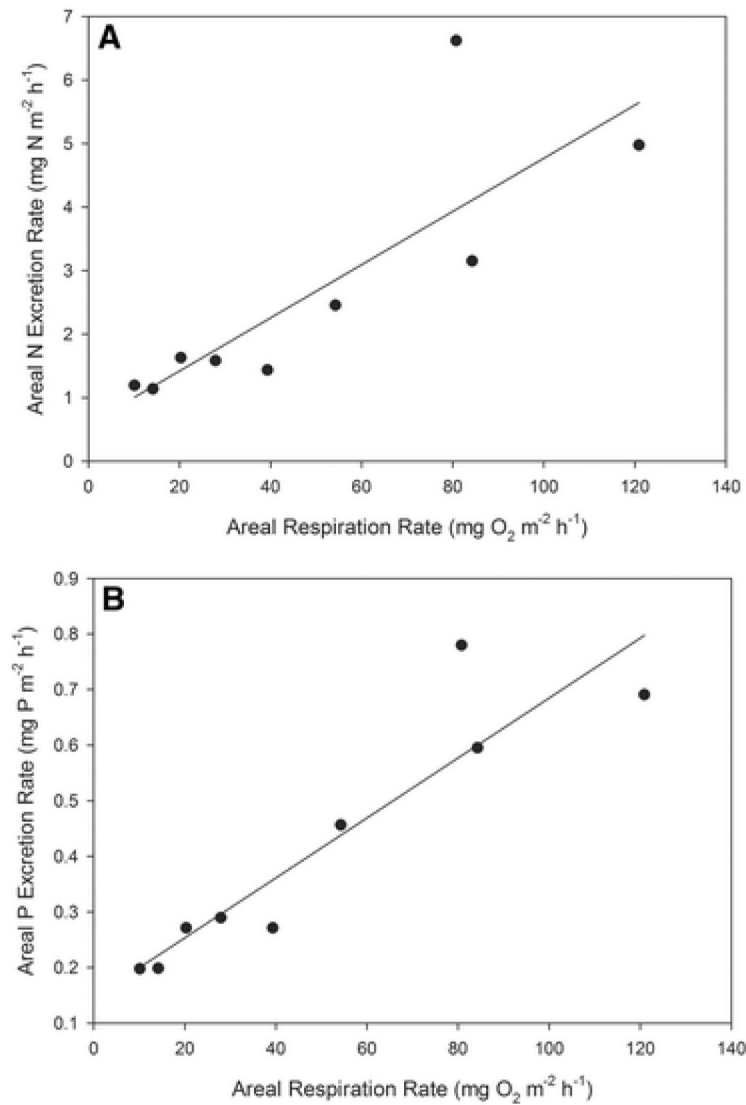 A
7
6
5
4
3
2
1
0
Areal N Excretion Rate (mg N m⁻² h⁻¹)
0 20 40 60 80 100 120 140
Areal Respiration Rate (mg O₂ m⁻² h⁻¹)
B
0.9
0.8
0.7
0.6
0.5
0.4
0.3
0.2
0.1
Areal P Excretion Rate (mg P m⁻² h⁻¹)
0 20 40 60 80 100 120 140
Areal Respiration Rate (mg O₂ m⁻² h⁻¹)